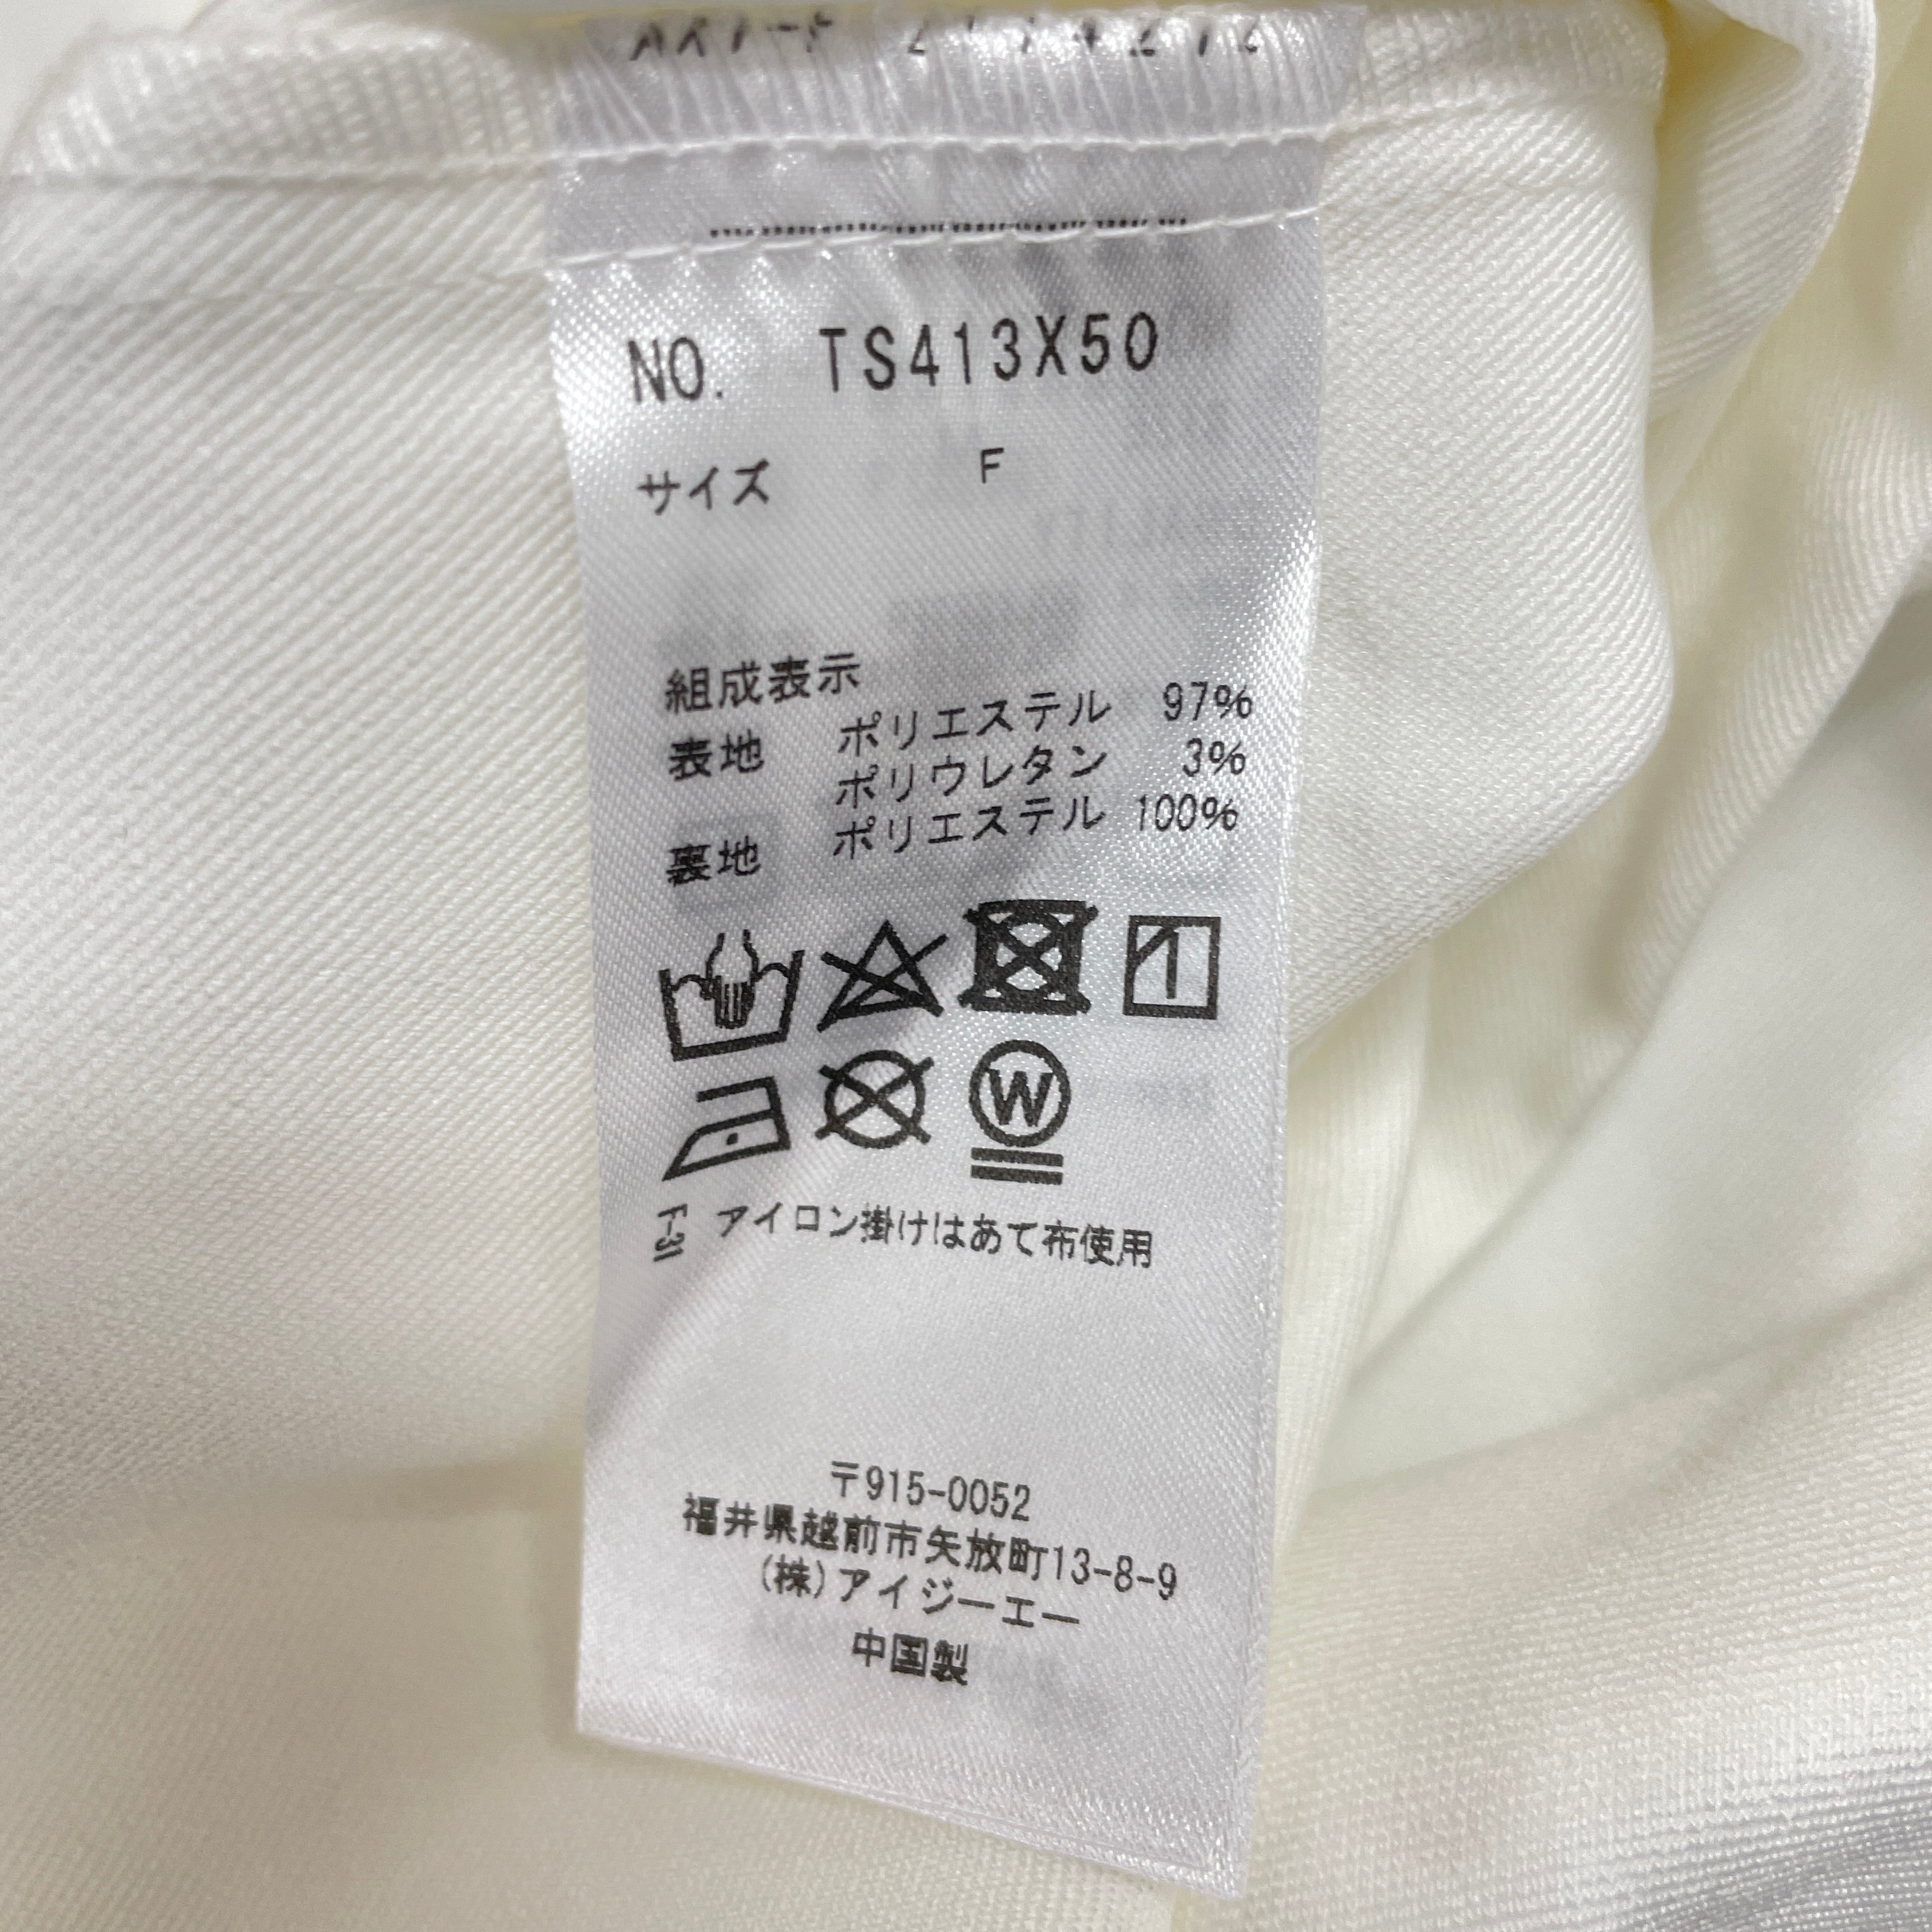 NO. TS413X50
サイズ F
組成表示
表地 ポリエステル 97%
ポリウレタン 3%
裏地 ポリエステル 100%
W
F-31 アイロン掛けはあて布使用
〒915-0052
福井県越前市矢放町13-8-9
(株)アイジーエー
中国製